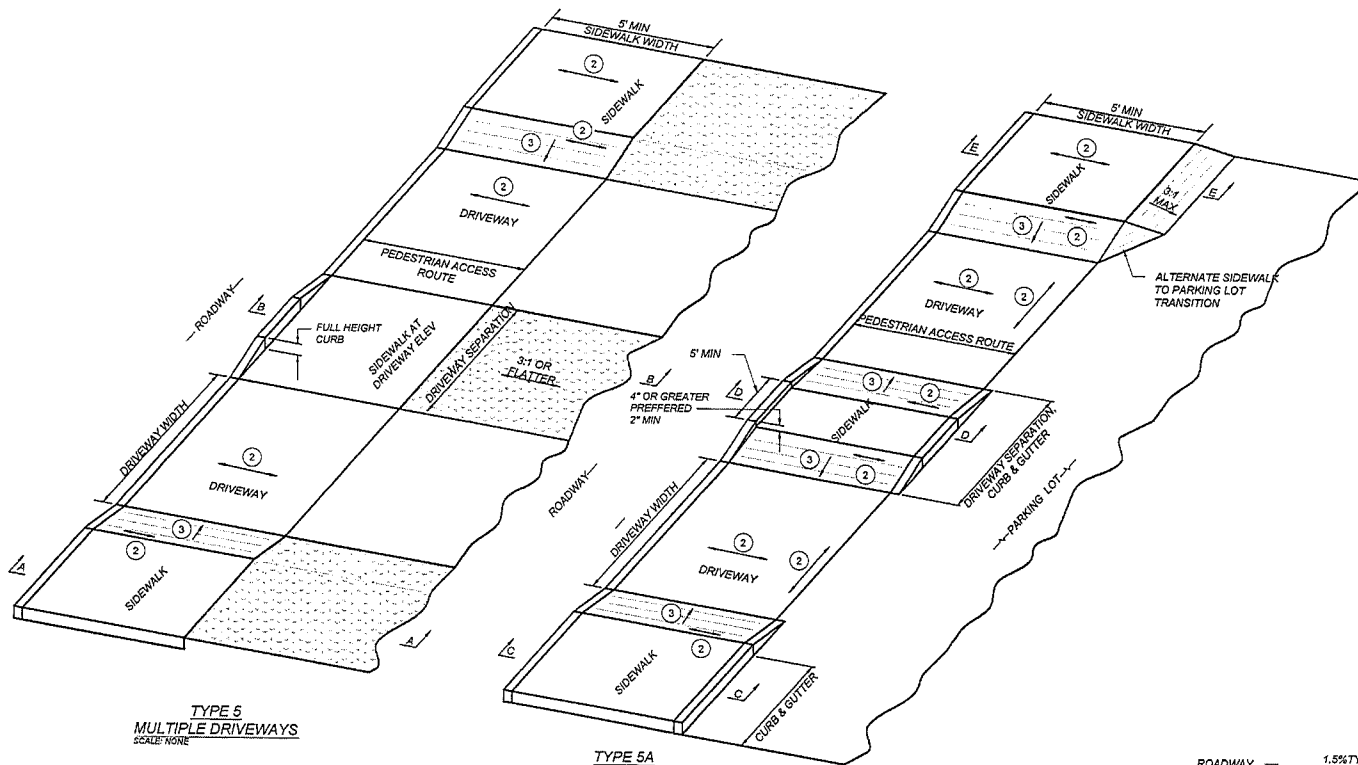 5' MIN
SIDEWALK WIDTH
2
SIDEWALK
2
3
2
DRIVEWAY
PEDESTRIAN ACCESS
ROUTE
ROADWAY
B
FULL HEIGHT
CURB
SIDEWALK AT
DRIVEWAY ELEV
DRIVEWAY SEPARATION
3:1 OR
FLATTER
B
DRIVEWAY WIDTH
2
DRIVEWAY
3
2
SIDEWALK
A
A
TYPE 5
MULTIPLE DRIVEWAYS
SCALE: NONE
5' MIN
SIDEWALK WIDTH
E
2
SIDEWALK
3:1
MAX
E
3
2
ALTERNATE SIDEWALK
TO PARKING LOT
TRANSITION
2
DRIVEWAY
2
PEDESTRIAN ACCESS ROUTE
5' MIN
D
4" OR GREATER
PREFFERED
2" MIN
3
2
SIDEWALK
D
3
2
DRIVEWAY SEPARATION,
CURB & GUTTER
ROADWAY
PARKING LOT
DRIVEWAY WIDTH
2
DRIVEWAY
2
3
2
SIDEWALK
C
C
CURB & GUTTER
TYPE 5A
ROADWAY
1.5%TY